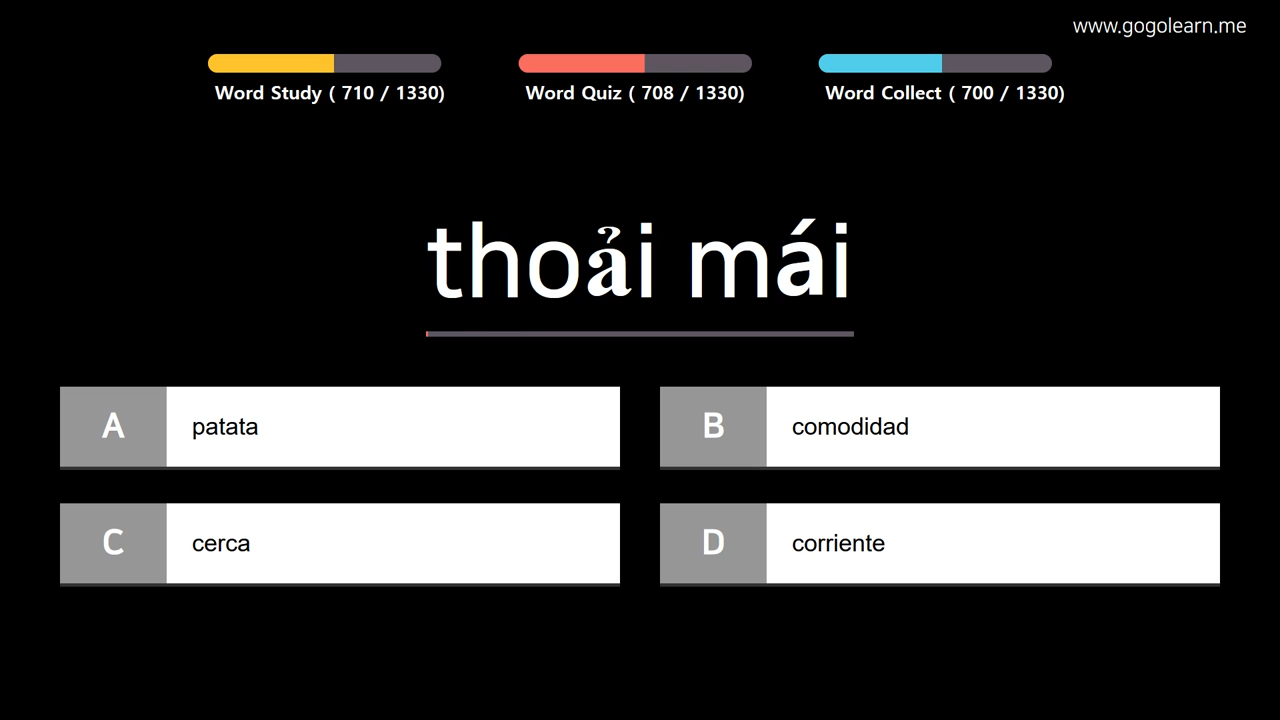 www.gogolearn.me
Word Study ( 710 / 1330)
Word Quiz ( 708 / 1330)
Word Collect ( 700 / 1330)
thoải mái
A patata
B comodidad
C cerca
D corriente